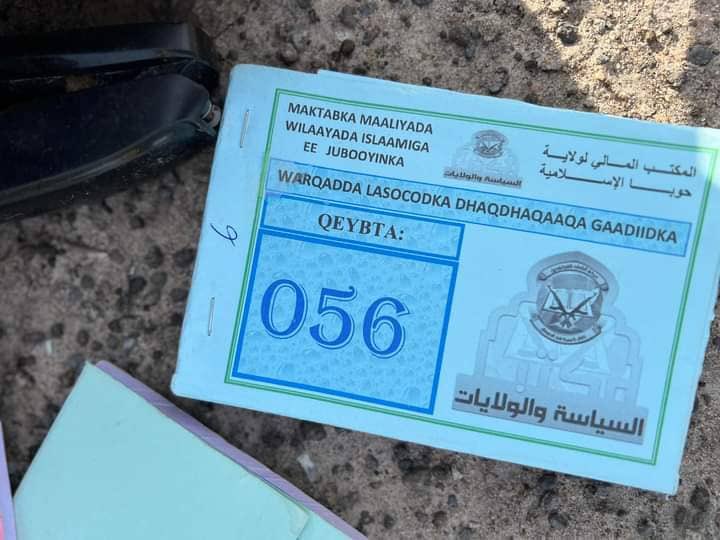 MAKTABKA MAALIYADA
WILAAYADA ISLAAMIGA
EE JUBOOYINKA
السياسة والولايات
المكتب المالي لولاية
جوبا الإسلامية
WARQADDA LASOCODKA DHAQDHAQAAQA GAADIIDKA
QEYBTA:
056
6
السياسة والولايات